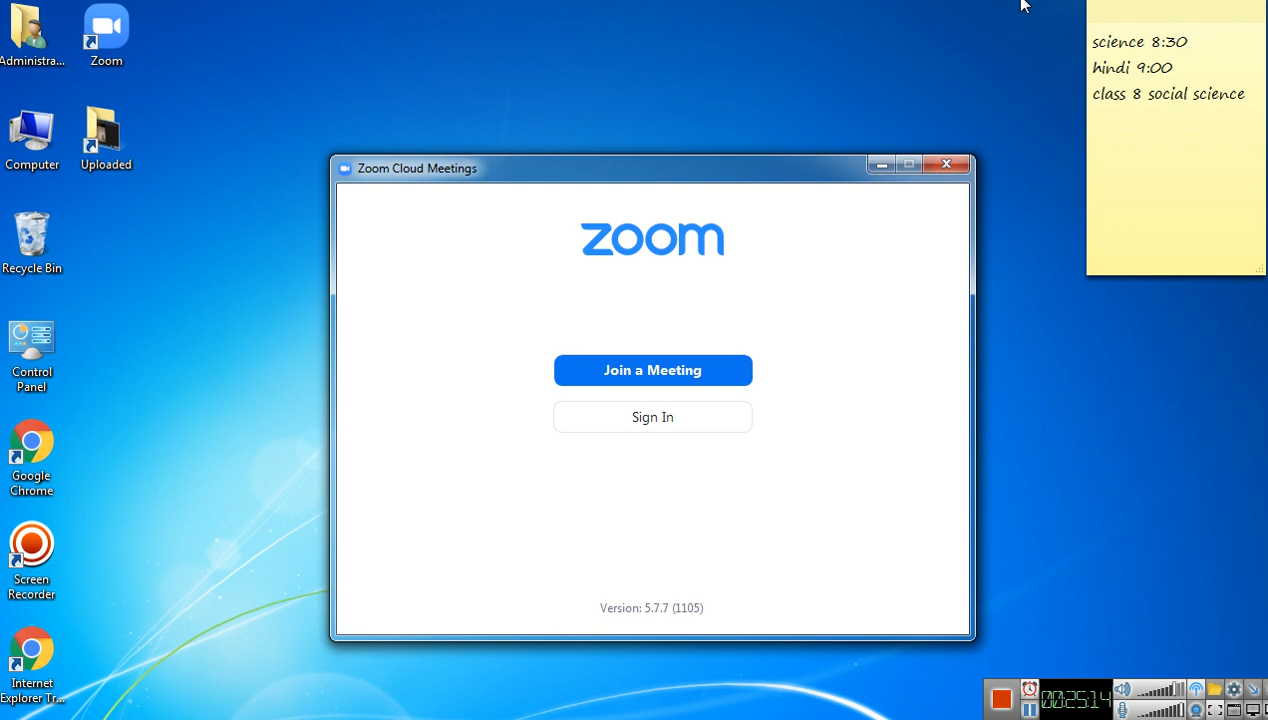 Administra...
Zoom
Computer
Uploaded
Recycle Bin
Control
Panel
Google
Chrome
Screen
Recorder
Internet
Explorer Tr...
Zoom Cloud Meetings
zoom
Join a Meeting
Sign In
Version: 5.7.7 (1105)
science 8:30
hindi 9:00
class 8 social science
00:25:14